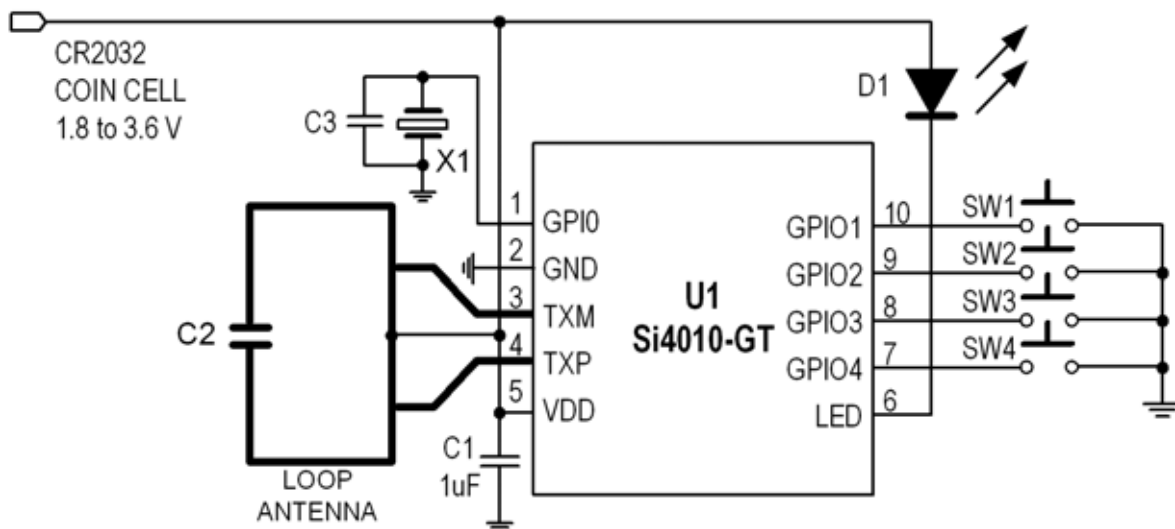 CR2032
COIN CELL
1.8 to 3.6 V
D1
C3
X1
1
GPI0
2
GND
3
TXM
4
TXP
5
VDD
U1
Si4010-GT
GPIO1
10
SW1
GPIO2
9
SW2
GPIO3
8
SW3
GPIO4
7
SW4
LED
6
C2
C1
1uF
LOOP
ANTENNA